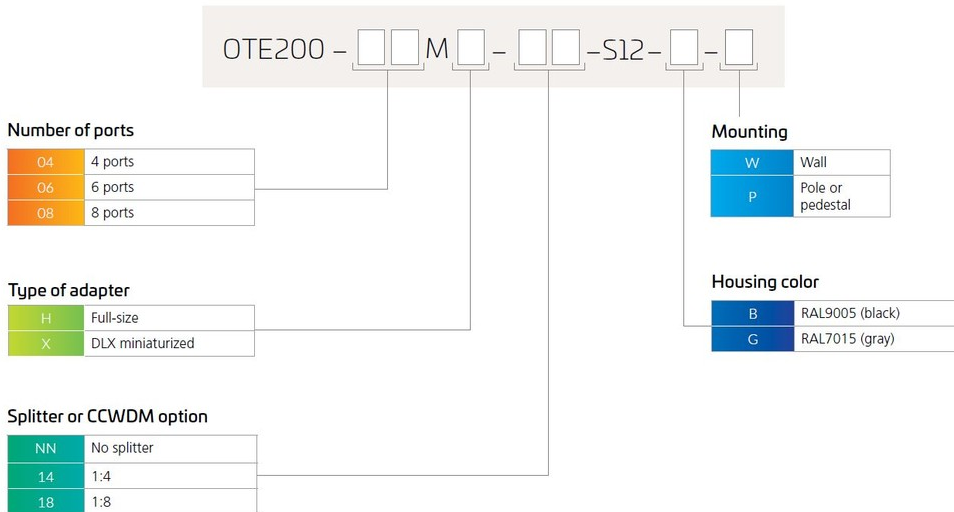 OTE200 – M – –S12– –
Number of ports
04 4 ports
06 6 ports
08 8 ports
Type of adapter
H Full-size
X DLX miniaturized
Splitter or CCWDM option
NN No splitter
14 1:4
18 1:8
Mounting
W Wall
P Pole or
pedestal
Housing color
B RAL9005 (black)
G RAL7015 (gray)